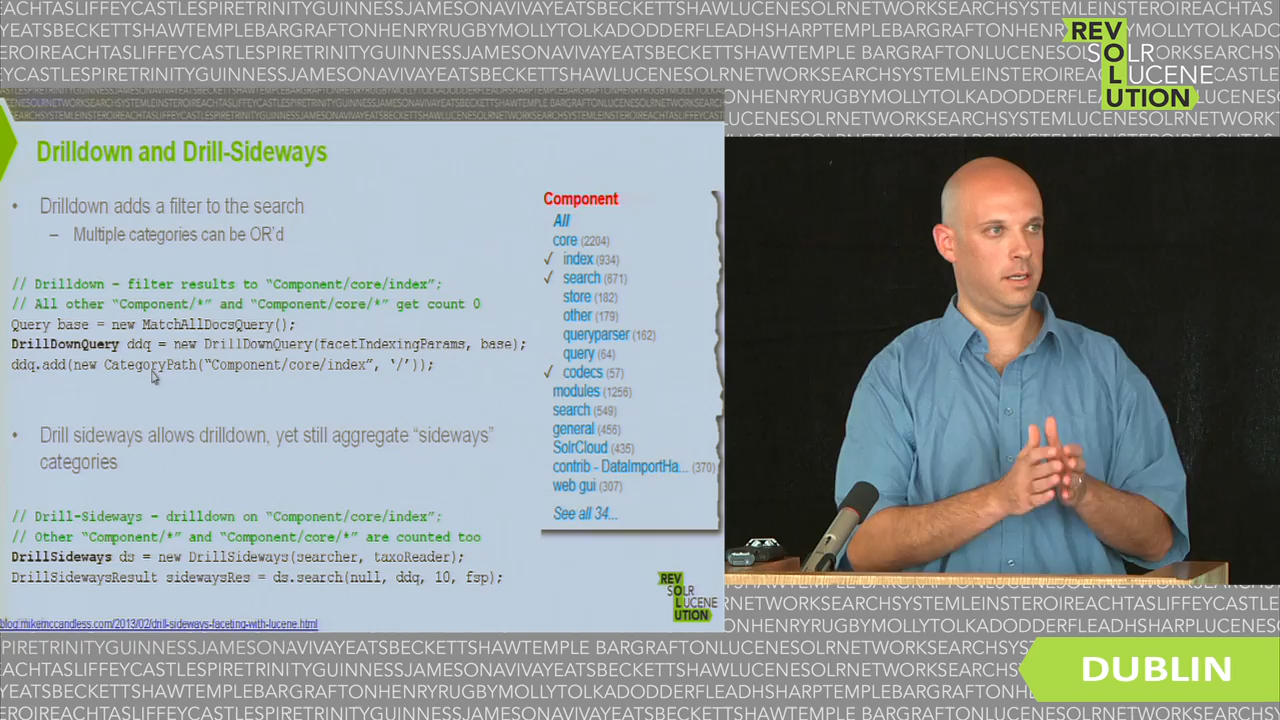 REV
SOLR
LUCENE
UTION
Drilldown and Drill-Sideways
• Drilldown adds a filter to the search
– Multiple categories can be OR'd
// Drilldown – filter results to "Component/core/index";
// All other "Component/*" and "Component/core/*" get count 0
Query base = new MatchAllDocsQuery();
DrillDownQuery ddq = new DrillDownQuery(facetIndexingParams, base);
ddq.add(new CategoryPath("Component/core/index", '/'));
• Drill sideways allows drilldown, yet still aggregate "sideways"
categories
// Drill-Sideways – drilldown on "Component/core/index";
// Other "Component/*" and "Component/core/*" are counted too
DrillSideways ds = new DrillSideways(searcher, taxoReader);
DrillSidewaysResult sidewaysRes = ds.search(null, ddq, 10, fsp);
blog.mikemccandless.com/2013/02/drill-sideways-faceting-with-lucene.html
Component
All
core (2204)
✓ index (934)
✓ search (671)
store (182)
other (179)
queryparser (162)
query (64)
✓ codecs (57)
modules (1256)
search (549)
general (456)
SolrCloud (435)
contrib - DataImportHa... (370)
web gui (307)
See all 34...
REV
SOLR
LUCENE
UTION
DUBLIN